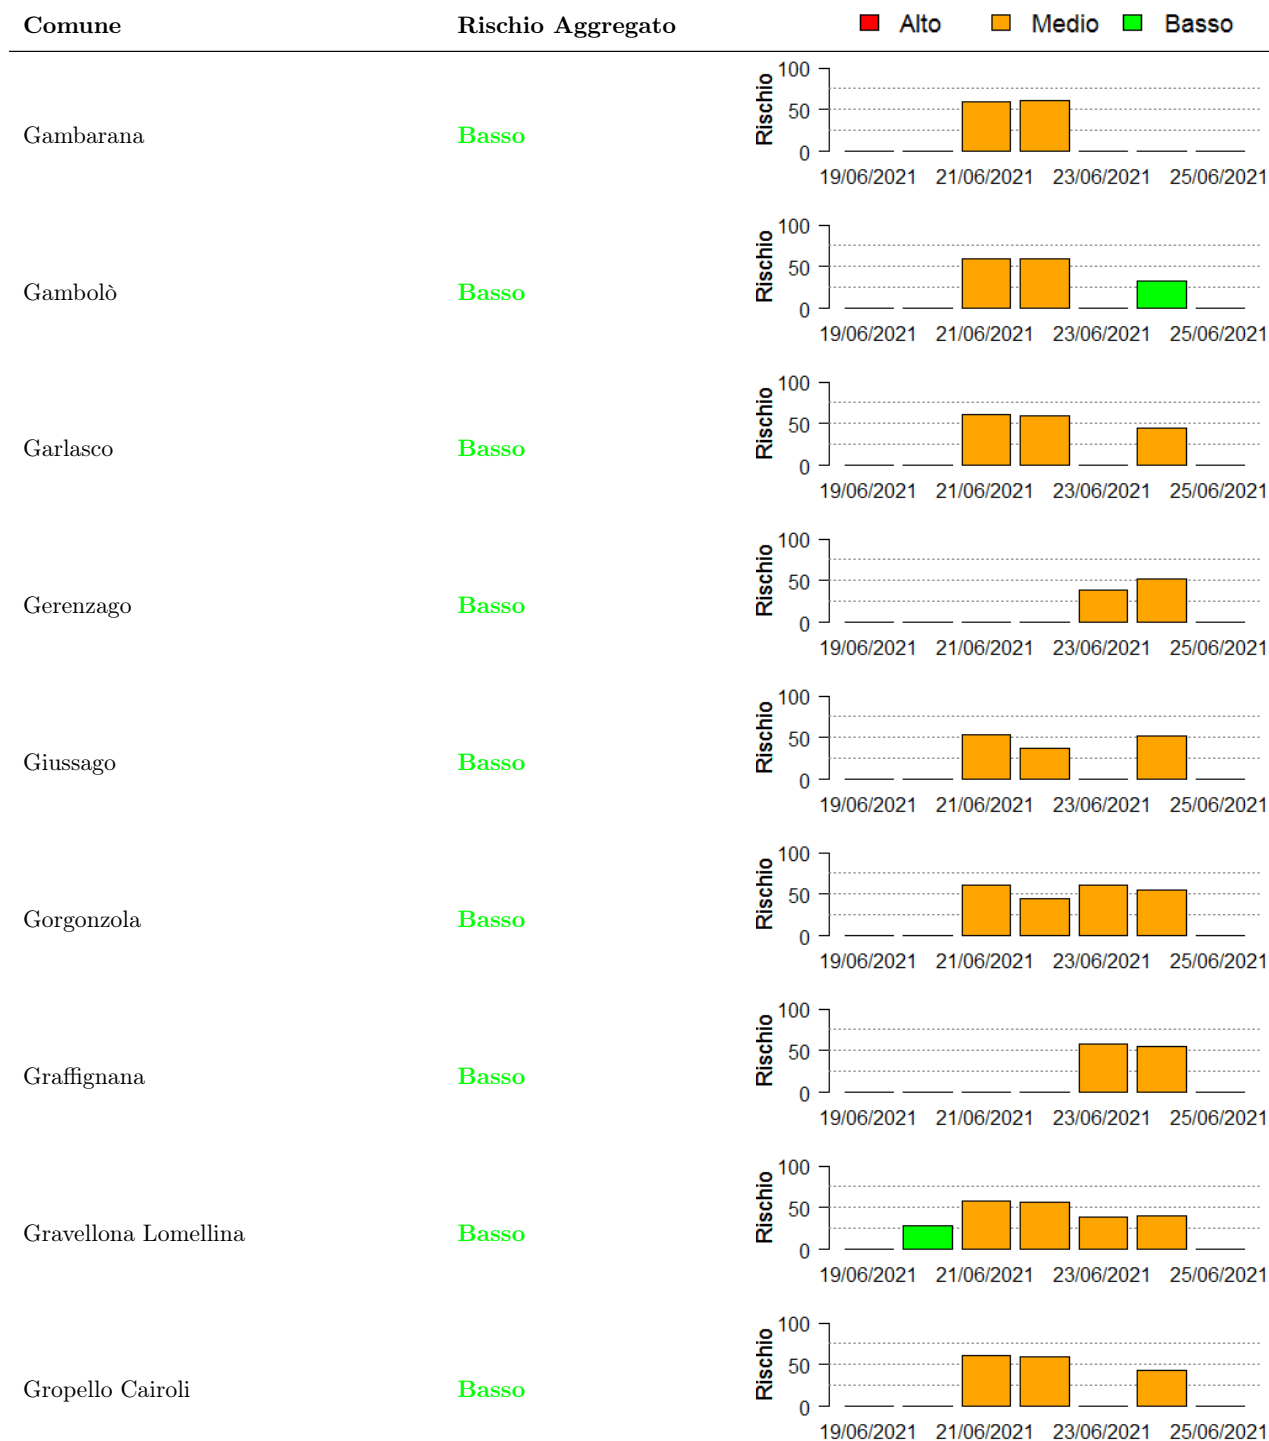 Comune Rischio Aggregato Alto Medio Basso
100
50
0
Rischio
Gambarana Basso
19/06/2021 21/06/2021 23/06/2021 25/06/2021
100
50
0
Rischio
Gambolò Basso
19/06/2021 21/06/2021 23/06/2021 25/06/2021
100
50
0
Rischio
Garlasco Basso
19/06/2021 21/06/2021 23/06/2021 25/06/2021
100
50
0
Rischio
Gerenzago Basso
19/06/2021 21/06/2021 23/06/2021 25/06/2021
100
50
0
Rischio
Giussago Basso
19/06/2021 21/06/2021 23/06/2021 25/06/2021
100
50
0
Rischio
Gorgonzola Basso
19/06/2021 21/06/2021 23/06/2021 25/06/2021
100
50
0
Rischio
Graffignana Basso
19/06/2021 21/06/2021 23/06/2021 25/06/2021
100
50
0
Rischio
Gravellona Lomellina Basso
19/06/2021 21/06/2021 23/06/2021 25/06/2021
100
50
0
Rischio
Gropello Cairoli Basso
19/06/2021 21/06/2021 23/06/2021 25/06/2021